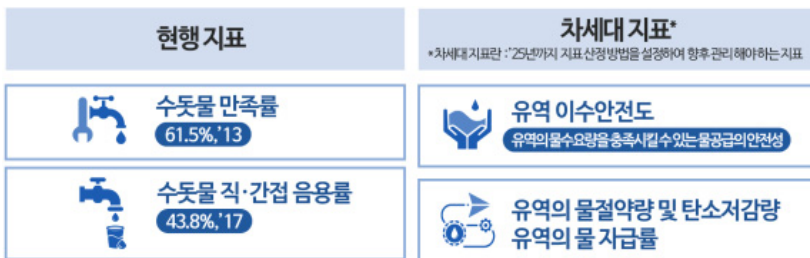 현행 지표
수돗물 만족률
61.5%,'13
수돗물 직·간접 음용률
43.8%,'17
차세대 지표*
*차세대 지표란 : '25년까지 지표 산정 방법을 설정하여 향후 관리 해야하는 지표
유역 이수안전도
유역의 물수요량을 충족시킬 수 있는 물공급의 안전성
유역의 물절약량 및 탄소저감량
유역의 물 자급률